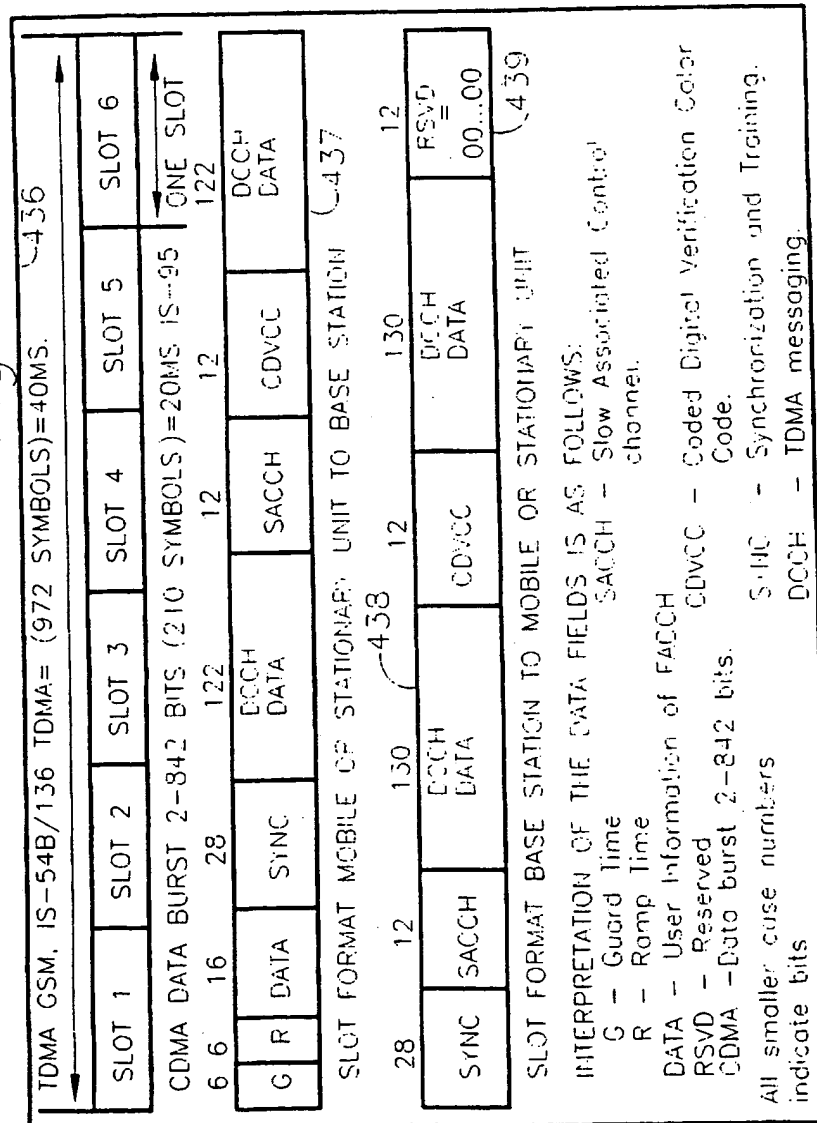 TDMA GSM, IS-54B/136 TDMA= (972 SYMBOLS)=40MS. 436
SLOT 1 SLOT 2 SLOT 3 SLOT 4 SLOT 5 SLOT 6
CDMA DATA BURST 2-842 BITS (210 SYMBOLS)=20MS IS-95 ONE SLOT
6 6 16 28 122 12 12 122
G R DATA SYNC DCCH DATA SACCH CDVCC DCCH DATA
SLOT FORMAT MOBILE OR STATIONARY UNIT TO BASE STATION 437
438
28 12 130 12 130 12
SYNC SACCH DCCH DATA CDVCC DCCH DATA RSVD = 00...00
439
SLOT FORMAT BASE STATION TO MOBILE OR STATIONARY UNIT
INTERPRETATION OF THE DATA FIELDS IS AS FOLLOWS:
G - Guard Time
R - Ramp Time
DATA - User Information of FACCH
RSVD - Reserved
CDMA - Data burst 2-842 bits.
All smaller case numbers
indicate bits
SACCH - Slow Associated Control
channel.
CDVCC - Coded Digital Verification Color
Code.
SYNC - Synchronization and Training.
DCCH - TDMA messaging.